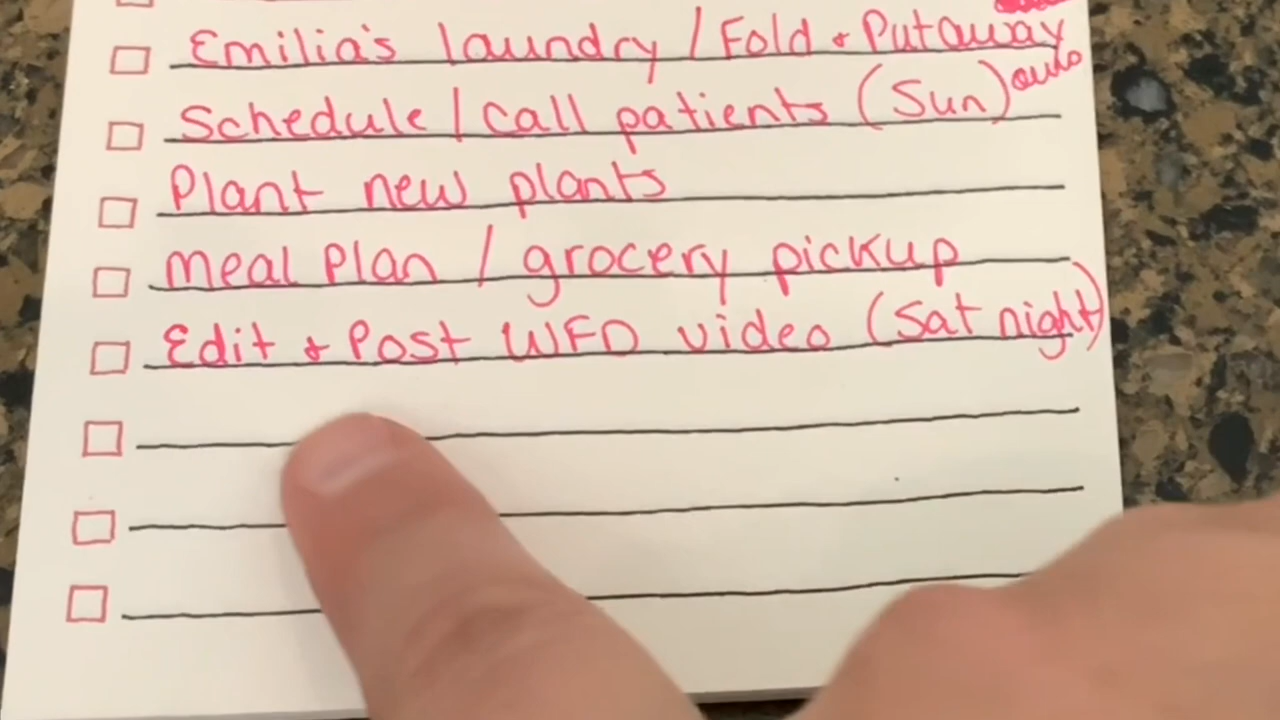 Emilia's laundry / Fold & Putaway
Schedule / call patients (Sun)
Plant new plants
Meal Plan / grocery pickup
Edit & Post WFD video (Sat night)